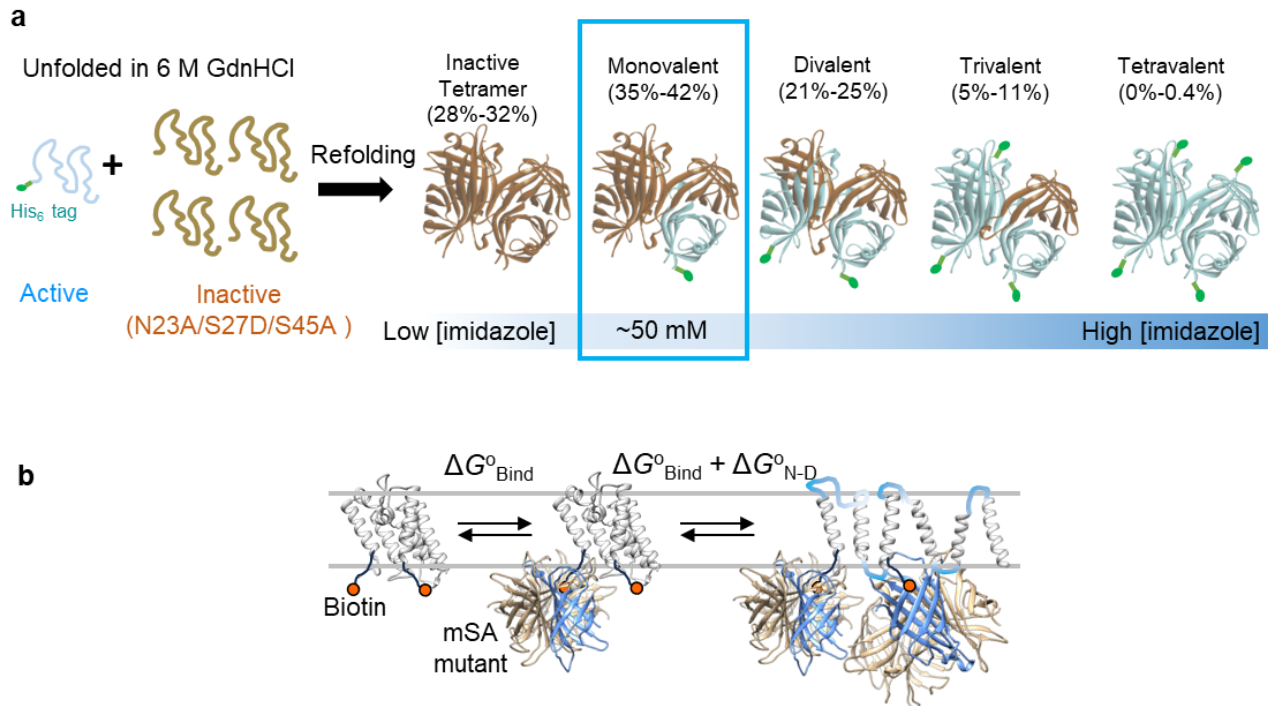 a
Unfolded in 6 M GdnHCl
His₆ tag
+
Active
Inactive
(N23A/S27D/S45A )
Refolding
Inactive
Tetramer
(28%-32%)
Monovalent
(35%-42%)
Divalent
(21%-25%)
Trivalent
(5%-11%)
Tetravalent
(0%-0.4%)
Low [imidazole]
~50 mM
High [imidazole]
b
ΔG°Bind
ΔG°Bind + ΔG°N-D
Biotin
mSA
mutant